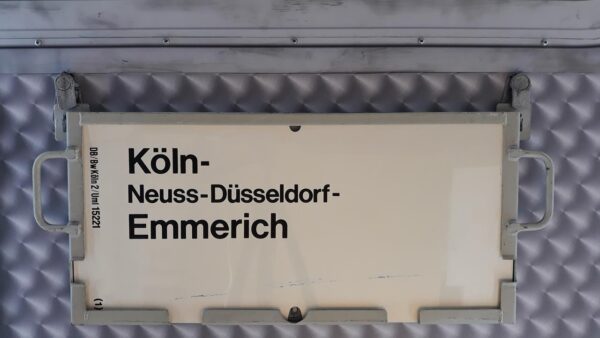 Köln-
Neuss-Düsseldorf-
Emmerich
DB/Bw Köln 2/Uml 15221
(1)